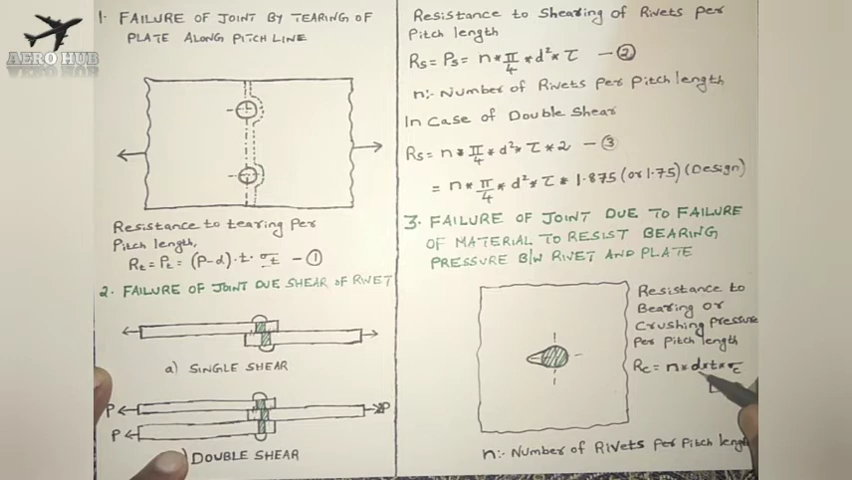 AERO HUB
1. FAILURE OF JOINT BY TEARING OF
PLATE ALONG PITCH LINE
Resistance to tearing Per
Pitch length,
Rt = Pt = (P-d)·t·σt — ①
2. FAILURE OF JOINT DUE SHEAR OF RIVET
a) SINGLE SHEAR
P
P
P
) DOUBLE SHEAR
Resistance to Shearing of Rivets per
Pitch length
Rs = Ps = n * π/4 * d² * τ — ②
n:- Number of Rivets Per Pitch length
In Case of Double Shear
Rs = n * π/4 * d² * τ * 2 — ③
= n * π/4 * d² * τ * 1.875 (or 1.75) (Design)
3. FAILURE OF JOINT DUE TO FAILURE
OF MATERIAL TO RESIST BEARING
PRESSURE B/W RIVET AND PLATE
Resistance to
Bearing or
Crushing Pressure
Per Pitch length
Rc = n * d * t * σc
n:- Number of Rivets Per Pitch length